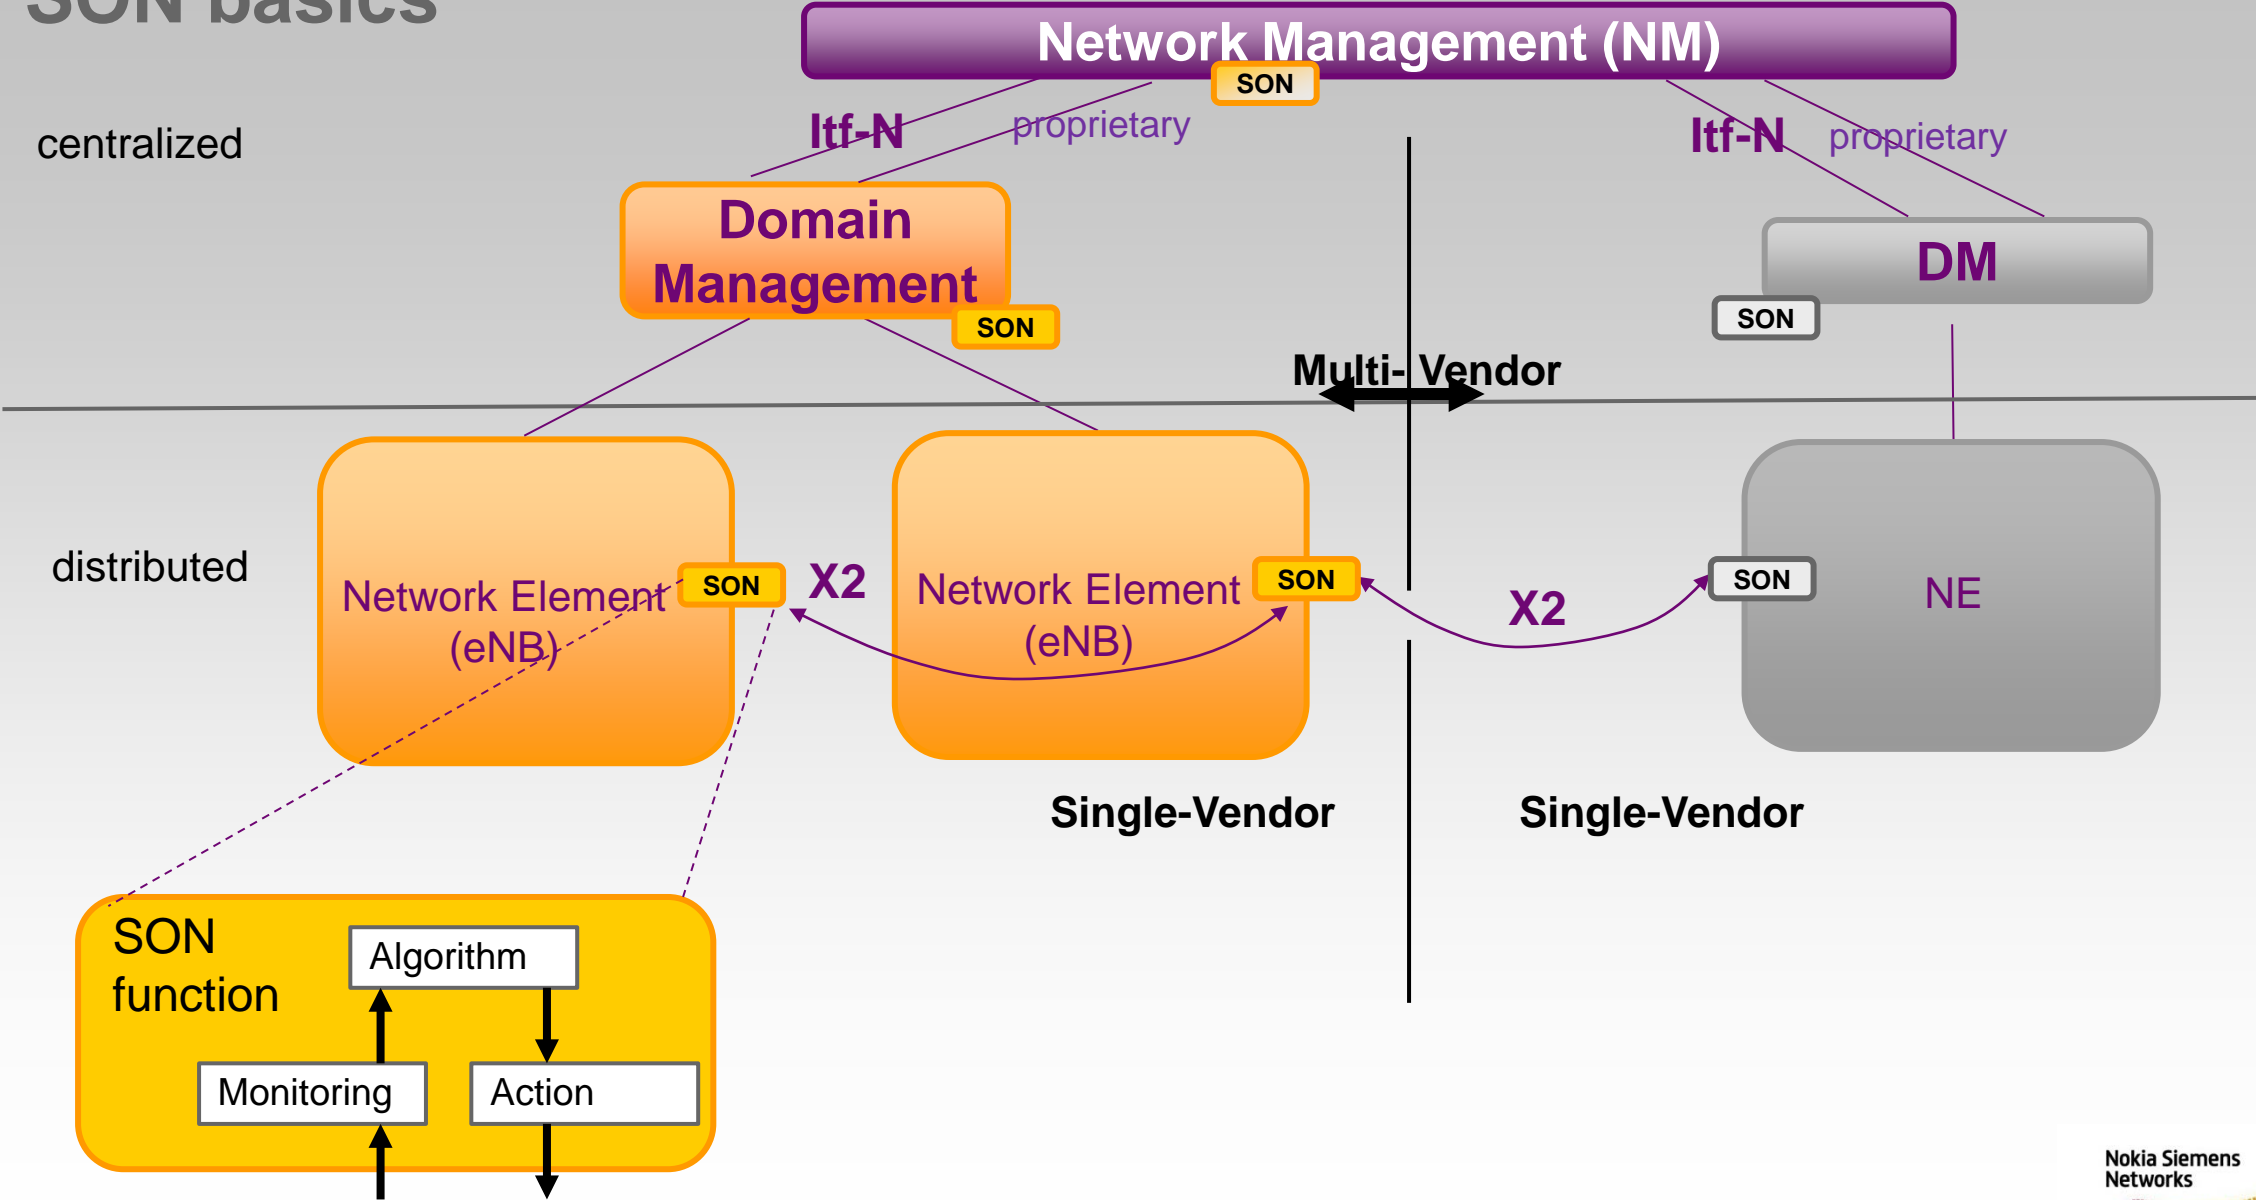 SON basics
Network Management (NM)
SON
centralized
Itf-N
proprietary
Itf-N
proprietary
Domain
Management
SON
DM
SON
Multi- Vendor
distributed
Network Element
(eNB)
SON
X2
Network Element
(eNB)
SON
X2
SON
NE
Single-Vendor
Single-Vendor
SON
function
Algorithm
Monitoring
Action
Nokia Siemens
Networks